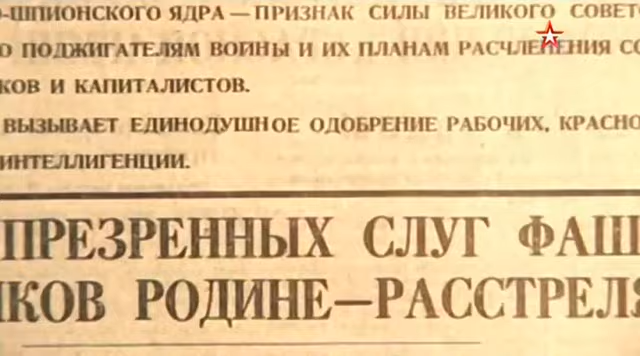 -ШПИОНСКОГО ЯДРА — ПРИЗНАК СИЛЫ ВЕЛИКОГО СОВЕТ
О ПОДЖИГАТЕЛЯМ ВОЙНЫ И ИХ ПЛАНАМ РАСЧЛЕНЕНИЯ СО
КОВ И КАПИТАЛИСТОВ.
ВЫЗЫВАЕТ ЕДИНОДУШНОЕ ОДОБРЕНИЕ РАБОЧИХ, КРАСНО
ИНТЕЛЛИГЕНЦИИ.
ПРЕЗРЕННЫХ СЛУГ ФАШ
ИКОВ РОДИНЕ—РАССТРЕЛЯ